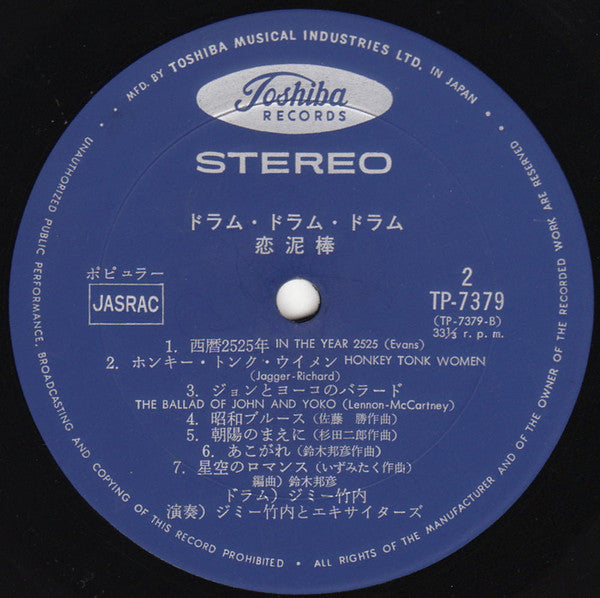 MFD. BY TOSHIBA MUSICAL INDUSTRIES LTD. IN JAPAN
Toshiba
RECORDS
STEREO
ドラム・ドラム・ドラム
恋泥棒
ポピュラー
JASRAC
2
TP-7379
(TP-7379-B)
33⅓ r. p. m.
1. 西暦2525年 IN THE YEAR 2525 (Evans)
2. ホンキー・トンク・ウイメン HONKEY TONK WOMEN
(Jagger-Richard)
3. ジョンとヨーコのバラード
THE BALLAD OF JOHN AND YOKO (Lennon-McCartney)
4. 昭和ブルース (佐藤 勝作曲)
5. 朝陽のまえに (杉田二郎作曲)
6. あこがれ (鈴木邦彦作曲)
7. 星空のロマンス (いずみたく作曲)
編曲) 鈴木邦彦
ドラム) ジミー竹内
演奏) ジミー竹内とエキサイターズ
UNAUTHORIZED PUBLIC PERFORMANCE, BROADCASTING AND COPYING OF THIS RECORD PROHIBITED • ALL RIGHTS OF THE MANUFACTURER AND OF THE OWNER OF THE RECORDED WORK ARE RESERVED